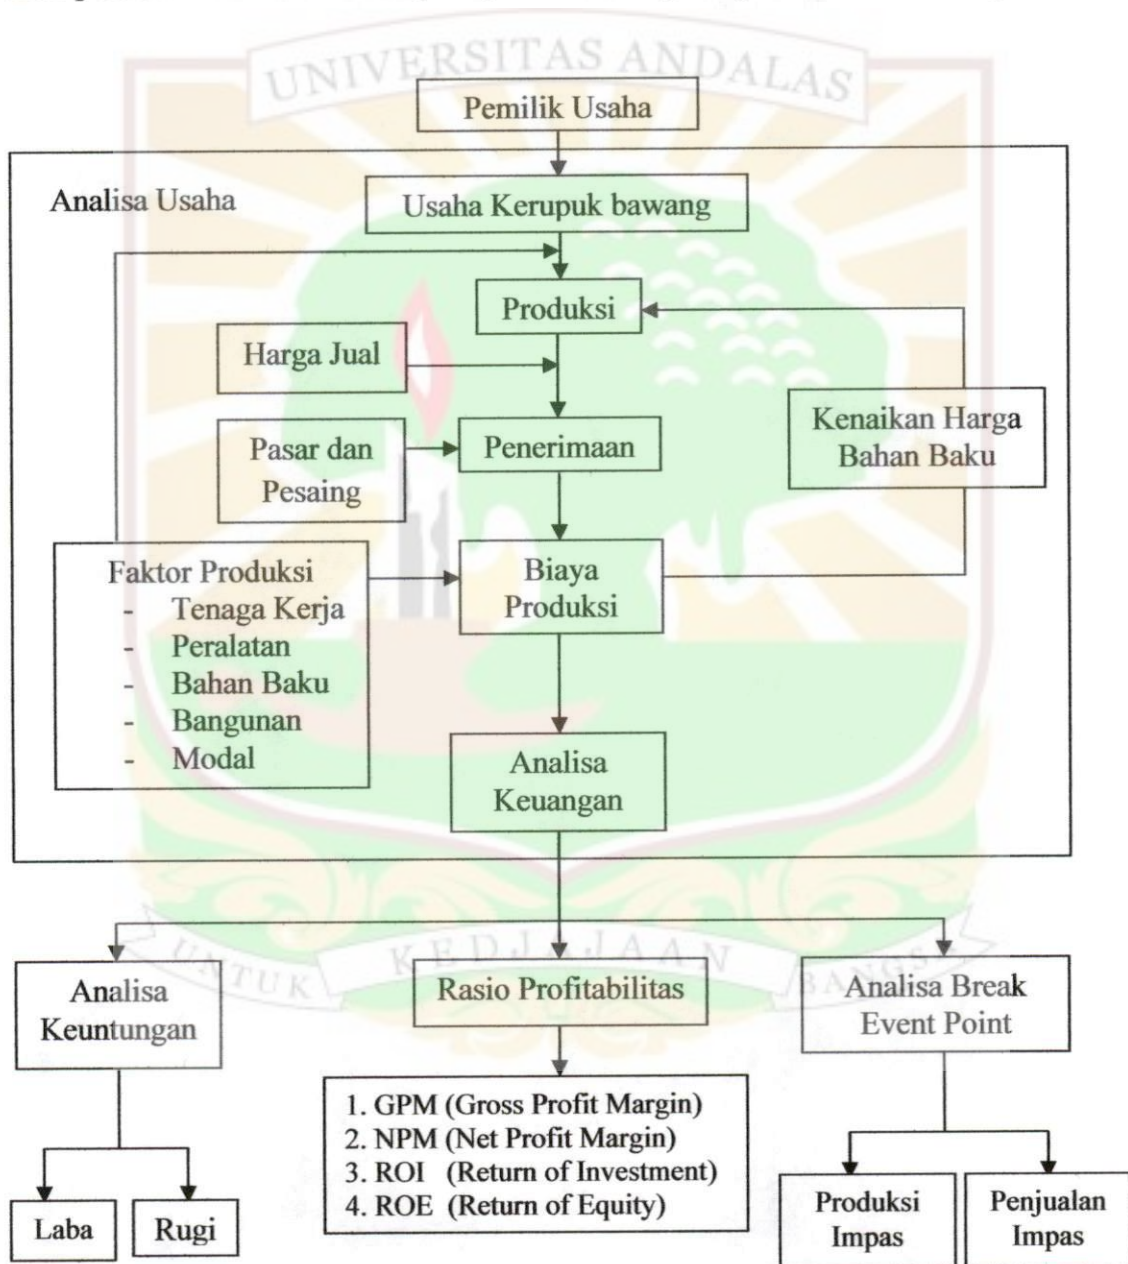 UNIVERSITAS ANDALAS
Pemilik Usaha
Analisa Usaha
Usaha Kerupuk bawang
Produksi
Harga Jual
Kenaikan Harga
Bahan Baku
Pasar dan
Pesaing
Penerimaan
Faktor Produksi
- Tenaga Kerja
- Peralatan
- Bahan Baku
- Bangunan
- Modal
Biaya
Produksi
Analisa
Keuangan
UNTUK KEDJAJAAN BANGSA
Analisa
Keuntungan
Rasio Profitabilitas
Analisa Break
Event Point
1. GPM (Gross Profit Margin)
2. NPM (Net Profit Margin)
3. ROI (Return of Investment)
4. ROE (Return of Equity)
Laba
Rugi
Produksi
Impas
Penjualan
Impas